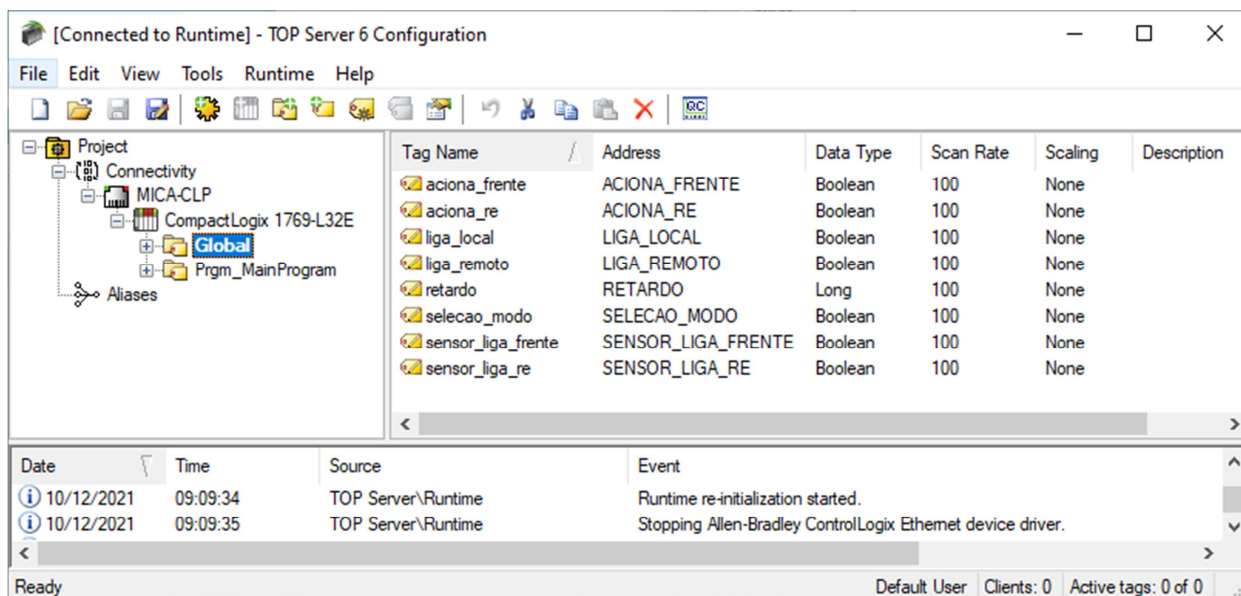 [Connected to Runtime] - TOP Server 6 Configuration
File Edit View Tools Runtime Help
Project
Connectivity
MICA-CLP
CompactLogix 1769-L32E
Global
Prgm_MainProgram
Aliases
Tag Name Address Data Type Scan Rate Scaling Description
aciona_frente ACIONA_FRENTE Boolean 100 None
aciona_re ACIONA_RE Boolean 100 None
liga_local LIGA_LOCAL Boolean 100 None
liga_remoto LIGA_REMOTO Boolean 100 None
retardo RETARDO Long 100 None
selecao_modo SELECAO_MODO Boolean 100 None
sensor_liga_frente SENSOR_LIGA_FRENTE Boolean 100 None
sensor_liga_re SENSOR_LIGA_RE Boolean 100 None
Date Time Source Event
10/12/2021 09:09:34 TOP Server\Runtime Runtime re-initialization started.
10/12/2021 09:09:35 TOP Server\Runtime Stopping Allen-Bradley ControlLogix Ethernet device driver.
Ready Default User Clients: 0 Active tags: 0 of 0